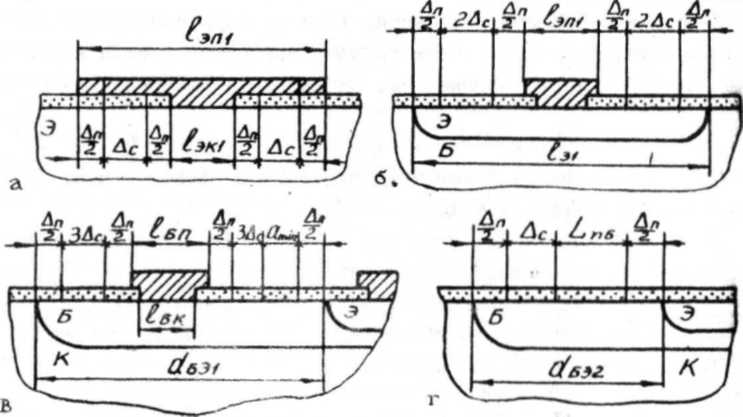 lэп1
Э
Δп/2 Δс Δп/2 lэк1 Δп/2 Δс Δп/2
а
Δп/2 2Δс Δп/2 lэп1 Δп/2 2Δс Δп/2
Э
Б
lэ1
б.
Δп/2 3Δс Δп/2 lБП Δп/2 3Δс amin Δп/2
Б
lБК
Э
К
dБЭ1
в
Δп/2 Δс Lпб Δп/2
Б
Э
К
dБЭ2
г